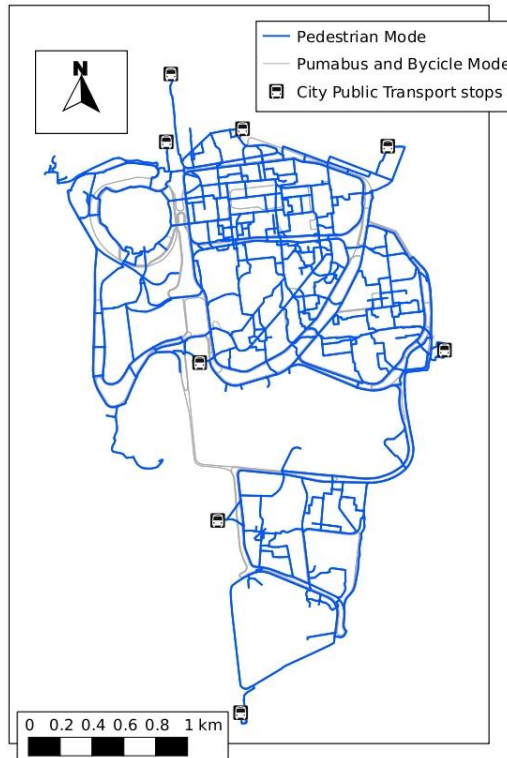 Pedestrian Mode
Pumabus and Bycicle Mode
City Public Transport stops
N
0 0.2 0.4 0.6 0.8 1 km